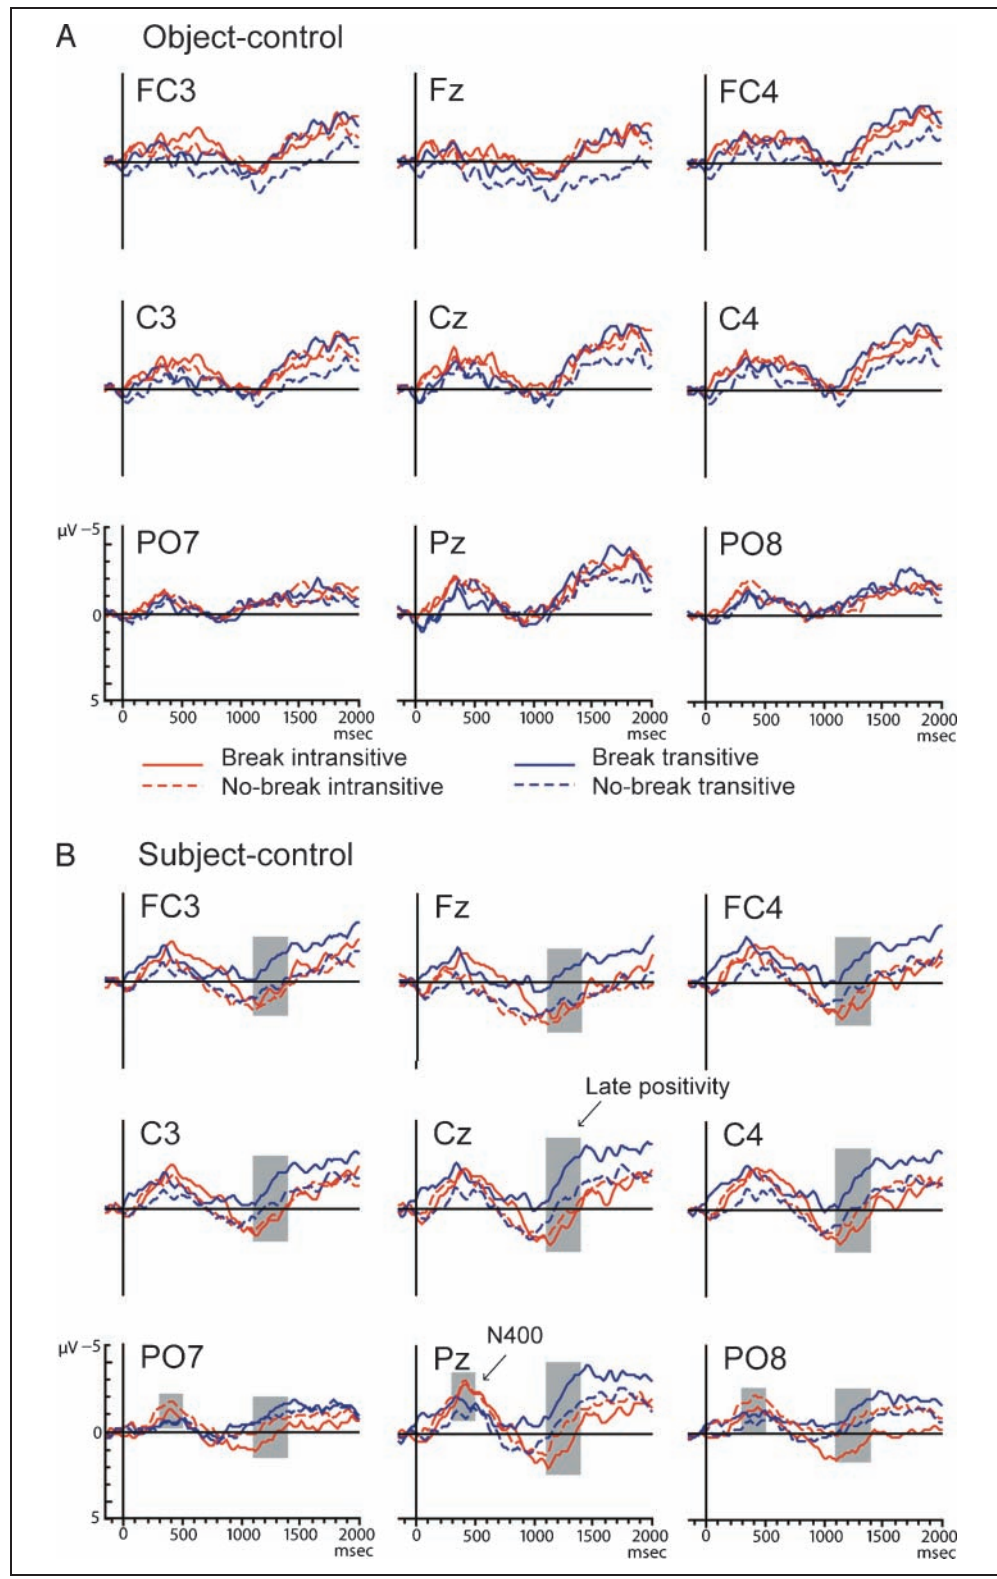 A Object-control
FC3 Fz FC4
C3 Cz C4
µV −5 PO7 Pz PO8
0
5
0 500 1000 1500 2000 0 500 1000 1500 2000 0 500 1000 1500 2000
msec msec msec
Break intransitive Break transitive
No-break intransitive No-break transitive
B Subject-control
FC3 Fz FC4
Late positivity
C3 Cz C4
N400
µV −5 PO7 Pz PO8
0
5
0 500 1000 1500 2000 0 500 1000 1500 2000 0 500 1000 1500 2000
msec msec msec